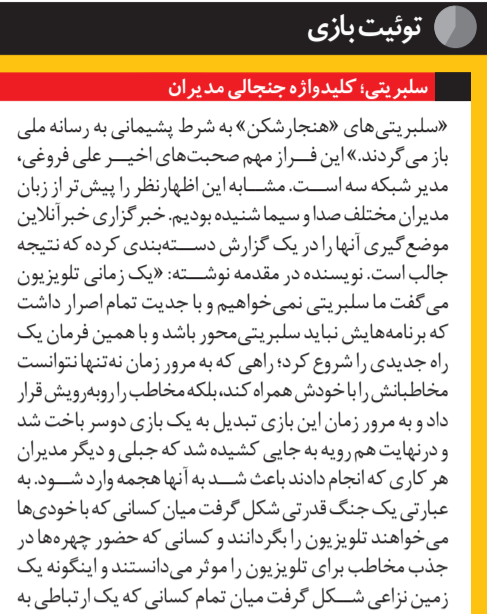 توئیت بازی
سلبریتی؛ کلیدواژه جنجالی مدیران
«سلبریتی‌های «هنجارشکن» به شرط پشیمانی به رسانه ملی
باز می‌گردند.» این فـراز مهم صحبت‌های اخیـر علی فروغی،
مدیر شبکه سه اسـت. مشـابه این اظهارنظر را پیش‌تر از زبان
مدیران مختلف صدا و سیما شنیده بودیم. خبرگزاری خبرآنلاین
موضع‌گیری آنها را در یک گزارش دسـته‌بندی کرده که نتیجه
جالب است. نویسنده در مقدمه نوشـته: «یک زمانی تلویزیون
می‌گفت ما سلبریتی نمی‌خواهیم و با جدیت تمام اصرار داشت
که برنامه‌هایش نباید سلبریتی‌محور باشد و با همین فرمان یک
راه جدیدی را شروع کرد؛ راهی که به مرور زمان نه‌تنها نتوانست
مخاطبانش را با خودش همراه کند، بلکه مخاطب را روبه‌رویش قرار
داد و به مرور زمان این بازی تبدیل به یک بازی دوسر باخت شد
و درنهایت هم رویه به جایی کشیده شد که جبلی و دیگر مدیران
هر کاری که انجام دادند باعث شـد به آنها هجمه وارد شـود. به
عبارتی یک جنگ قدرتی شکل گرفت میان کسانی که با خودی‌ها
می‌خواهند تلویزیون را بگردانند و کسانی که حضور چهره‌ها در
جذب مخاطب برای تلویزیون را موثر می‌دانستند و اینگونه یک
زمین نزاعی شـکل گرفت میان تمام کسانی که یک ارتباطی به